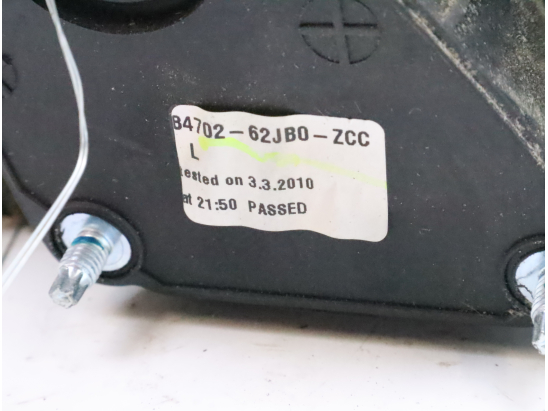 84702-62JB0-ZCC
L
ested on 3.3.2010
at 21:50 PASSED